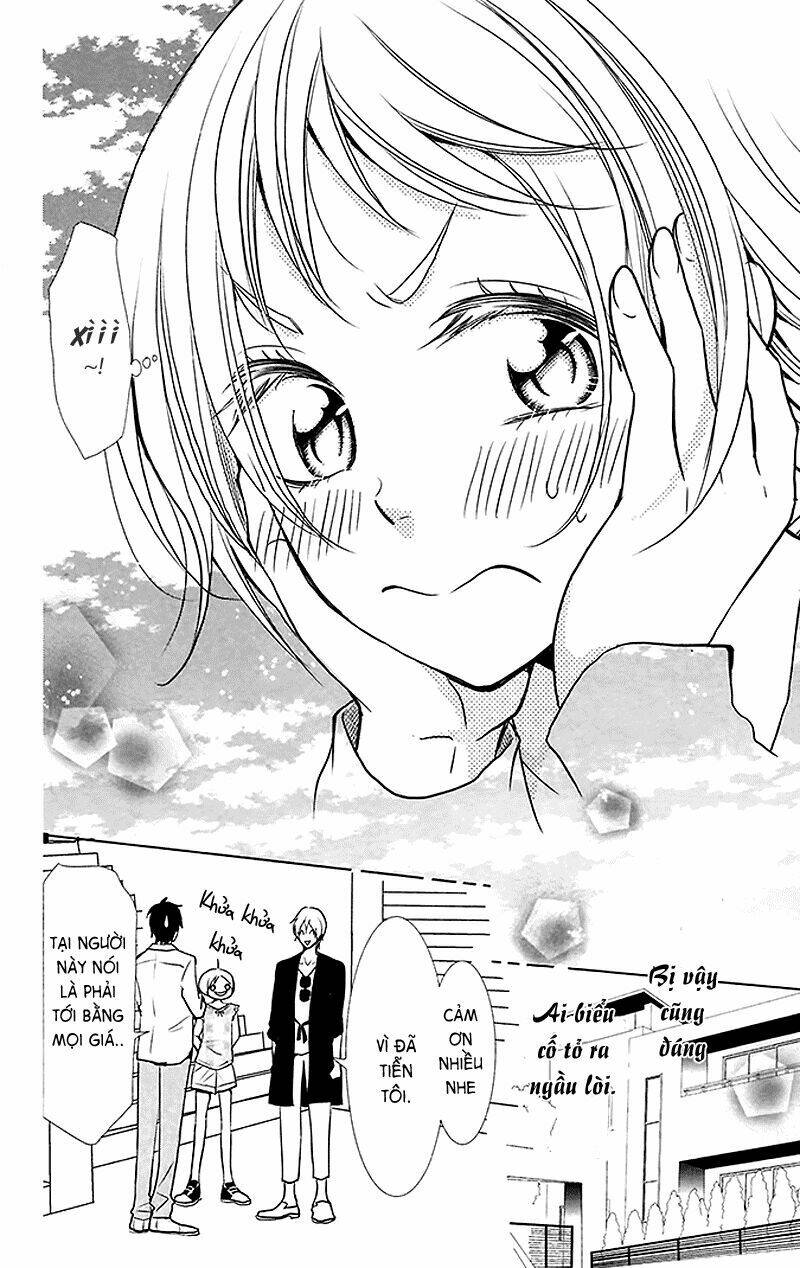 Xììì
~!
Bị vậy
cũng
đáng
Ai biểu
cố tỏ ra
ngầu lòi.
CẢM
ƠN
NHIỀU
NHE
VÌ ĐÃ
TIỄN
TÔI.
Khửa khửa
khửa
TẠI NGƯỜI
NÀY NÓI
LÀ PHẢI
TỚI BẰNG
MỌI GIÁ..